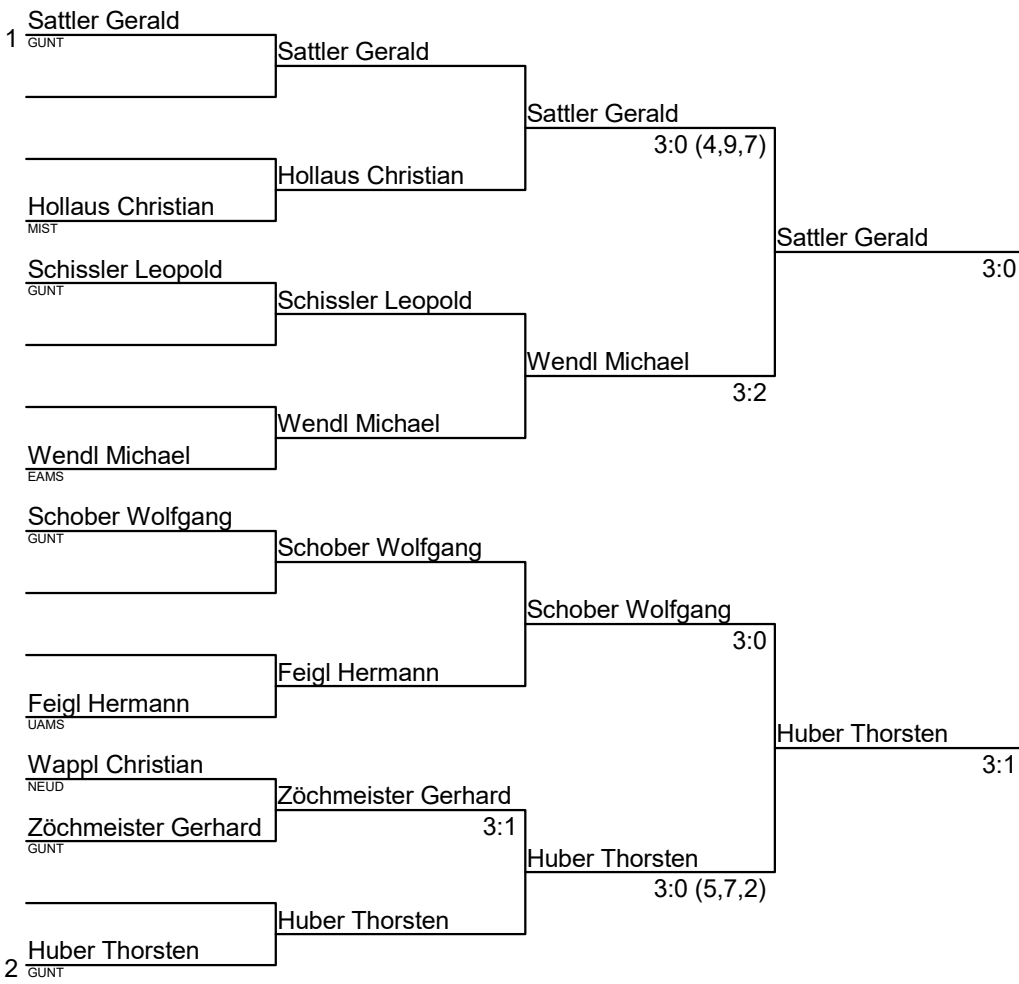 Sattler Gerald
1 GUNT
Sattler Gerald
Sattler Gerald
3:0 (4,9,7)
Hollaus Christian
Hollaus Christian
MIST
Sattler Gerald
3:0
Schissler Leopold
GUNT
Schissler Leopold
Wendl Michael
3:2
Wendl Michael
Wendl Michael
EAMS
Schober Wolfgang
GUNT
Schober Wolfgang
Schober Wolfgang
3:0
Feigl Hermann
Feigl Hermann
UAMS
Huber Thorsten
3:1
Wappl Christian
NEUD
Zöchmeister Gerhard
3:1
Zöchmeister Gerhard
GUNT
Huber Thorsten
3:0 (5,7,2)
Huber Thorsten
Huber Thorsten
2 GUNT